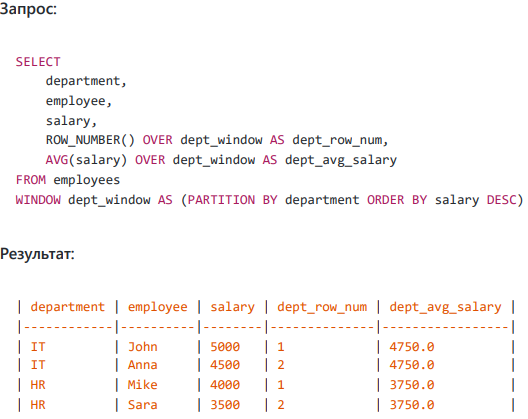 Запрос:
SELECT
    department,
    employee,
    salary,
    ROW_NUMBER() OVER dept_window AS dept_row_num,
    AVG(salary) OVER dept_window AS dept_avg_salary
FROM employees
WINDOW dept_window AS (PARTITION BY department ORDER BY salary DESC)
Результат:
| department | employee | salary | dept_row_num | dept_avg_salary |
|------------|----------|--------|--------------|-----------------|
| IT         | John     | 5000   | 1            | 4750.0          |
| IT         | Anna     | 4500   | 2            | 4750.0          |
| HR         | Mike     | 4000   | 1            | 3750.0          |
| HR         | Sara     | 3500   | 2            | 3750.0          |